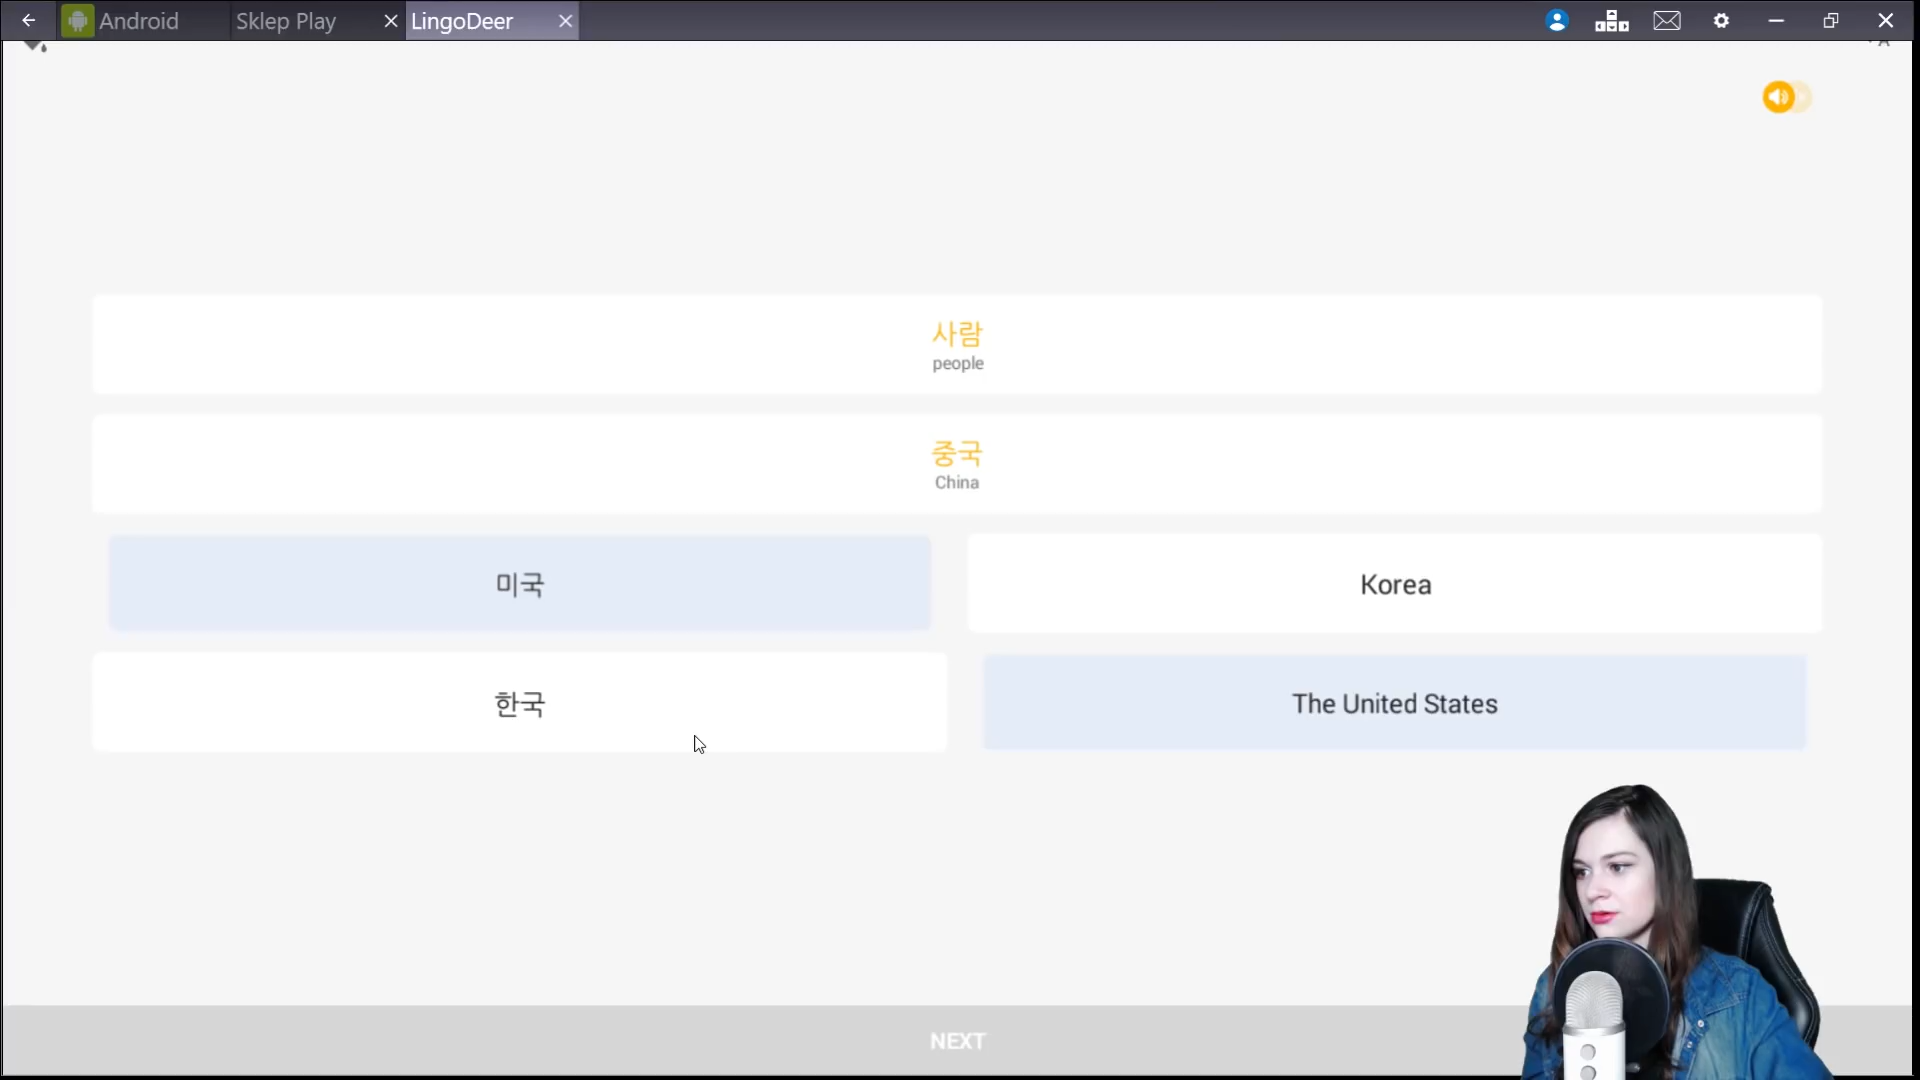 Android
Sklep Play
LingoDeer
사람
people
중국
China
미국
Korea
한국
The United States
NEXT